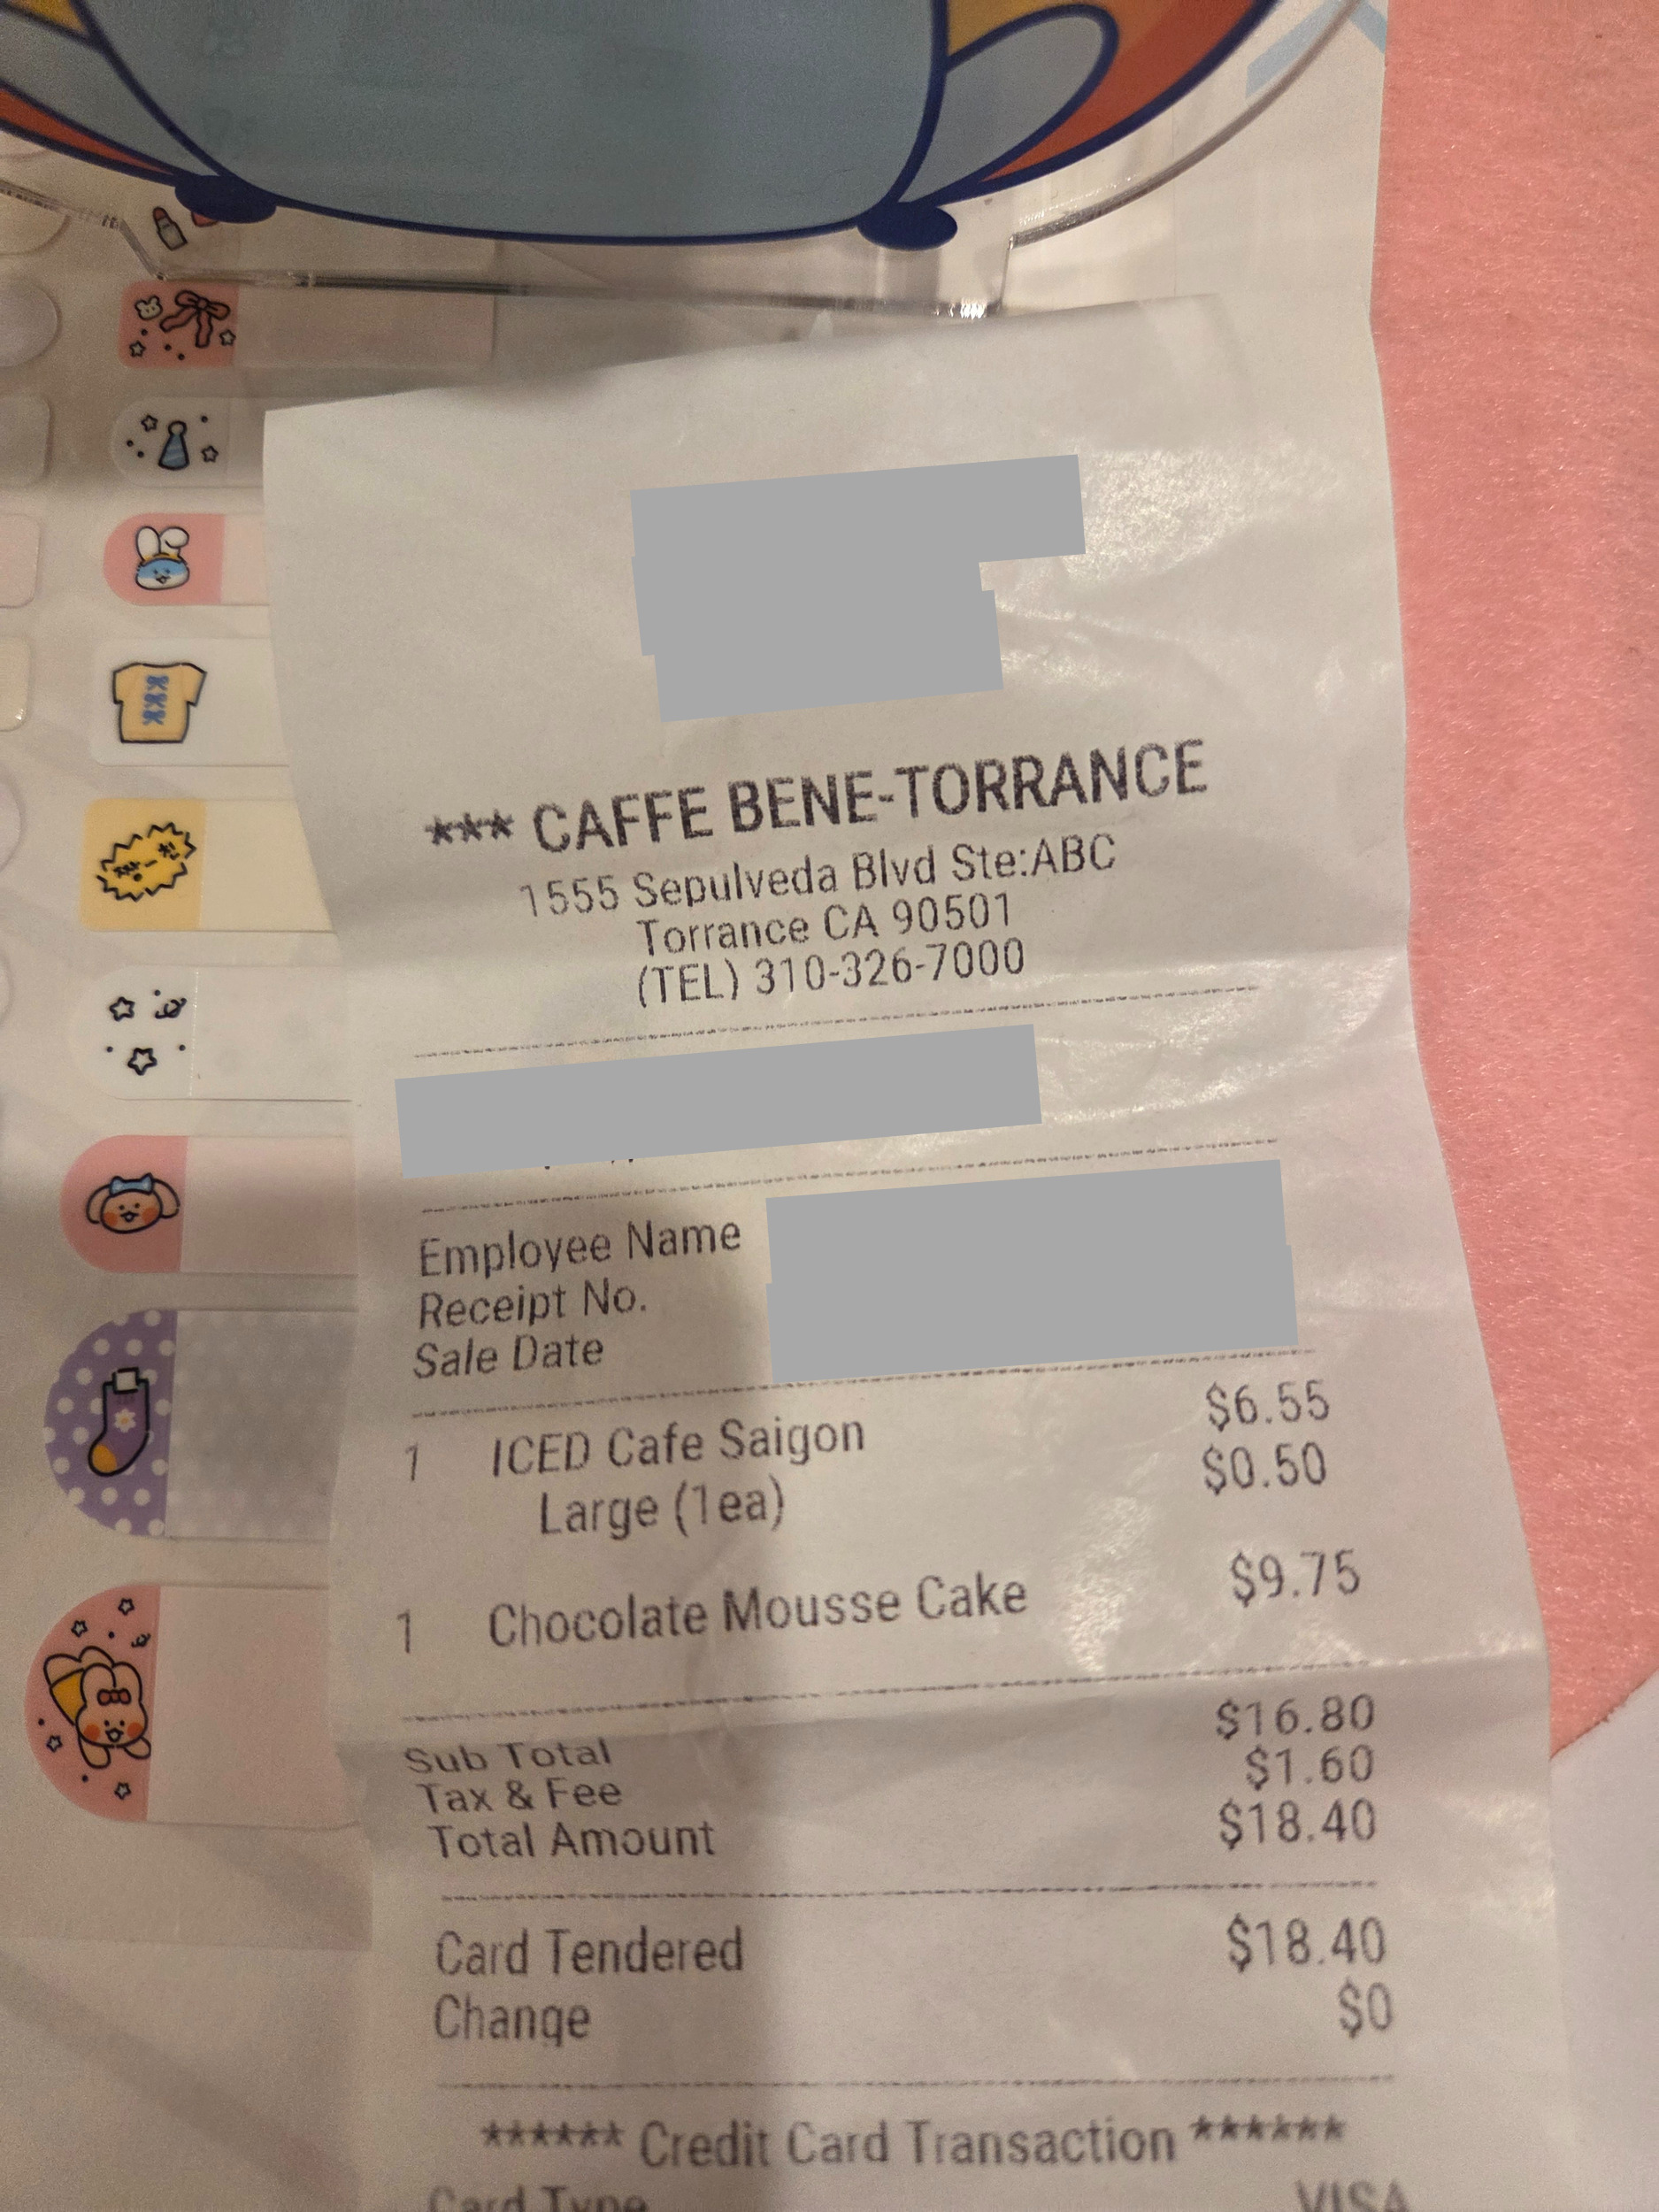 *** CAFFE BENE-TORRANCE
1555 Sepulveda Blvd Ste:ABC
Torrance CA 90501
(TEL) 310-326-7000
Employee Name
Receipt No.
Sale Date
1 ICED Cafe Saigon $6.55
Large (1ea) $0.50
1 Chocolate Mousse Cake $9.75
Sub Total $16.80
Tax & Fee $1.60
Total Amount $18.40
Card Tendered $18.40
Change $0
****** Credit Card Transaction ******
Card Type VISA